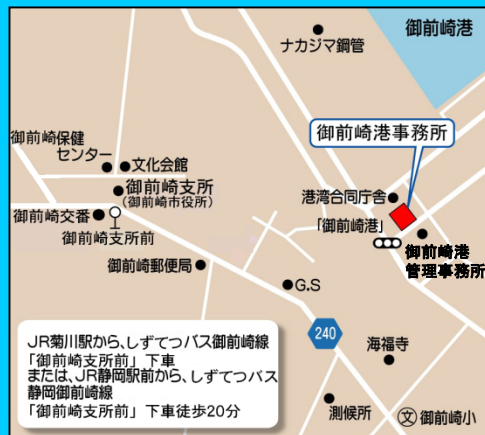 御前崎港
ナカジマ鋼管
御前崎港事務所
御前崎保健
センター
文化会館
御前崎支所
(御前崎市役所)
港湾合同庁舎
御前崎交番
「御前崎港」
御前崎支所前
御前崎港
管理事務所
御前崎郵便局
G.S
240
海福寺
JR菊川駅から、しずてつバス御前崎線
「御前崎支所前」下車
または、JR静岡駅前から、しずてつバス
静岡御前崎線
「御前崎支所前」下車徒歩20分
測候所
文 御前崎小